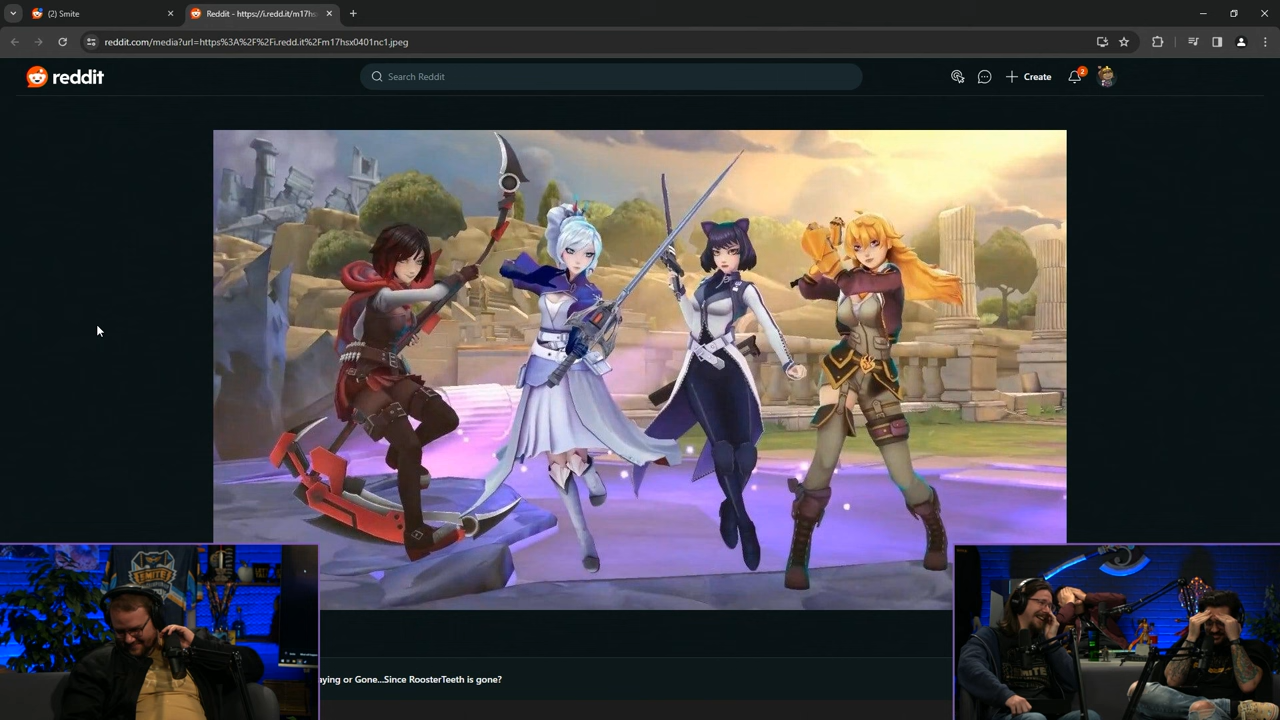 (2) Smite
Reddit - https://i.redd.it/m17hs
reddit.com/media?url=https%3A%2F%2Fi.redd.it%2Fm17hsx0401nc1.jpeg
reddit
Search Reddit
Create
2
SMITE
aying or Gone...Since RoosterTeeth is gone?